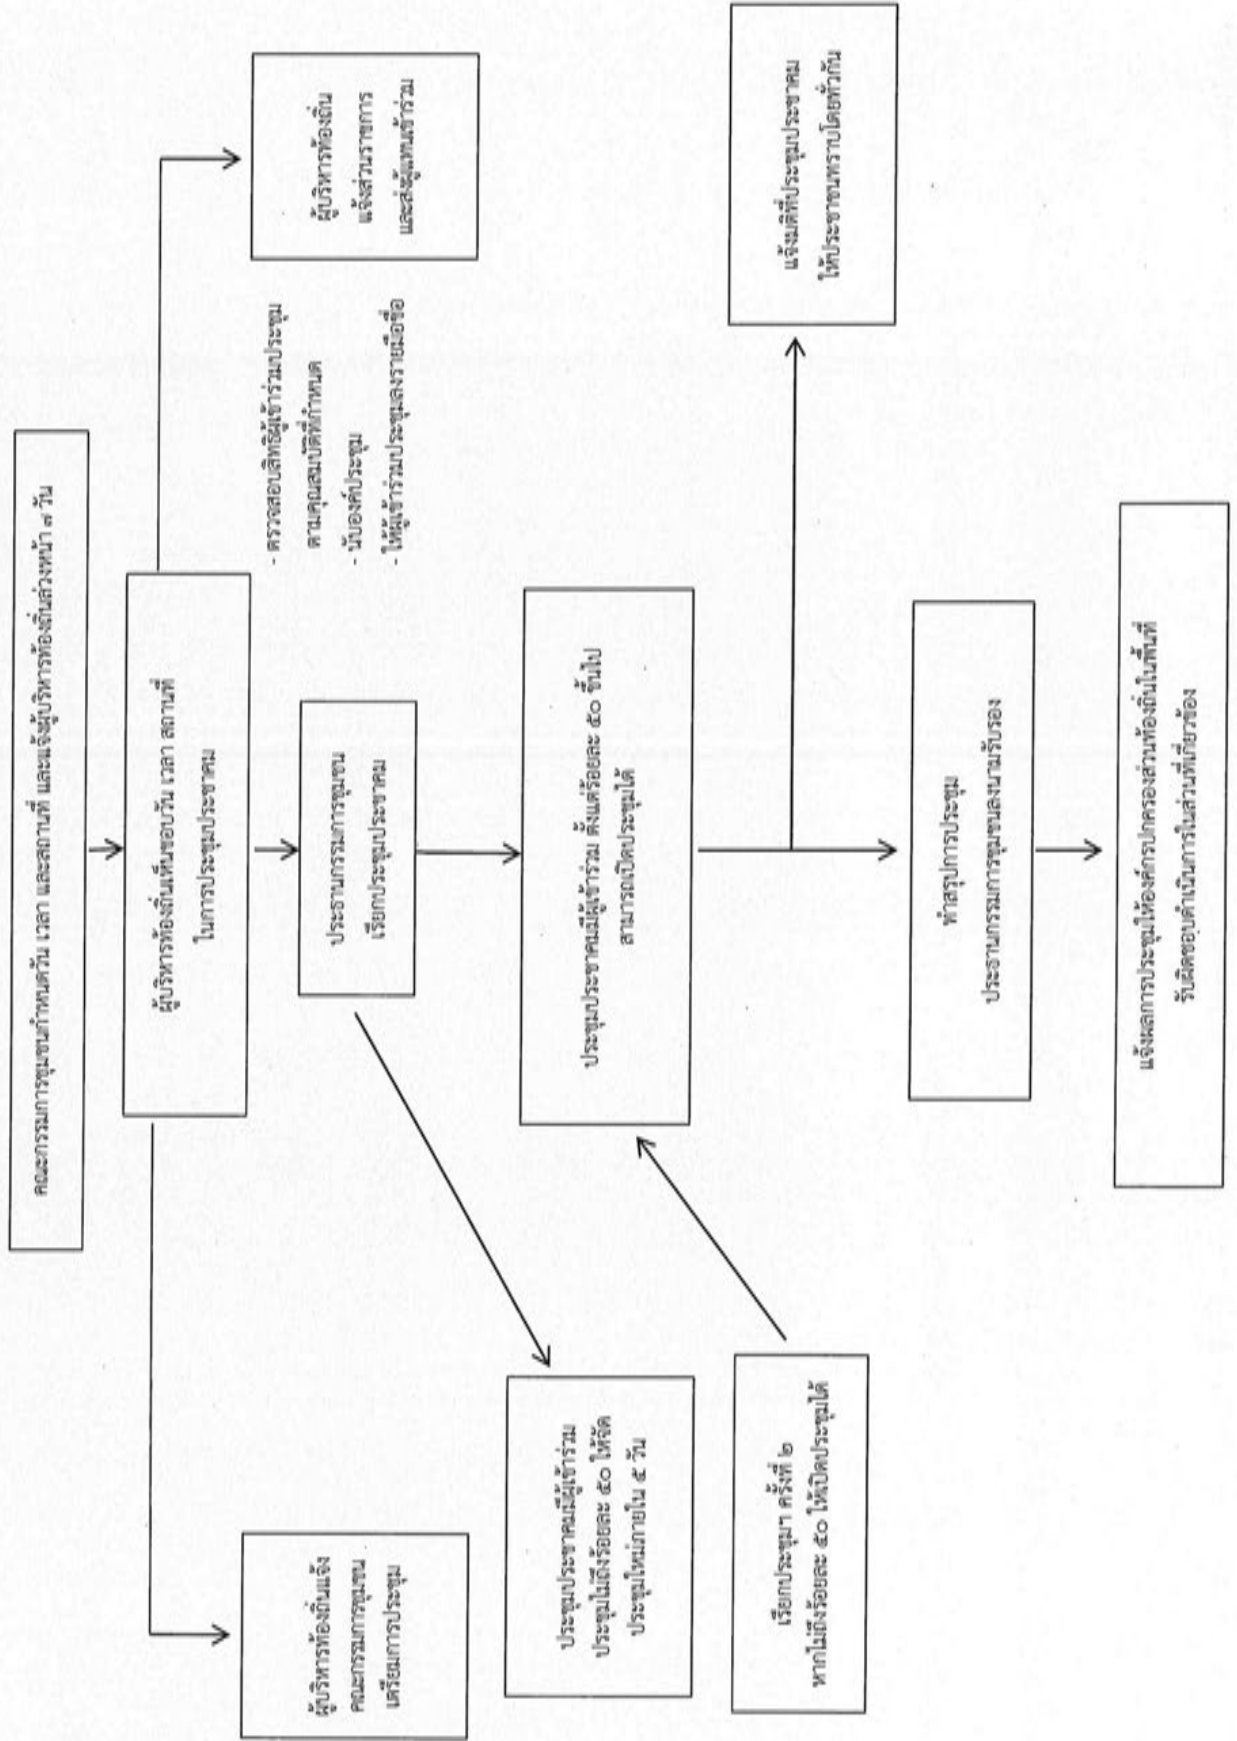 คณะกรรมการชุมชนกำหนดวัน เวลา และสถานที่ และแจ้งผู้บริหารท้องถิ่นล่วงหน้า ๗ วัน
ผู้บริหารท้องถิ่นเห็นชอบวัน เวลา สถานที่
ในการประชุมประชาคม
ผู้บริหารท้องถิ่นแจ้ง
คณะกรรมการชุมชน
เตรียมการประชุม
ผู้บริหารท้องถิ่น
แจ้งส่วนราชการ
และส่งผู้แทนเข้าร่วม
ประธานกรรมการชุมชน
เรียกประชุมประชาคม
- ตรวจสอบสิทธิผู้เข้าร่วมประชุม
ตามคุณสมบัติที่กำหนด
- นับองค์ประชุม
- ให้ผู้เข้าร่วมประชุมลงรายมือชื่อ
ประชุมประชาคมมีผู้เข้าร่วม
ประชุมไม่ถึงร้อยละ ๕๐ ให้จัด
ประชุมใหม่ภายใน ๕ วัน
ประชุมประชาคมมีผู้เข้าร่วม ตั้งแต่ร้อยละ ๕๐ ขึ้นไป
สามารถเปิดประชุมได้
เรียกประชุมฯ ครั้งที่ ๒
หากไม่ถึงร้อยละ ๕๐ ให้เปิดประชุมได้
แจ้งมติที่ประชุมประชาคม
ให้ประชาชนทราบโดยทั่วกัน
ทำสรุปการประชุม
ประธานกรรมการชุมชนลงนามรับรอง
แจ้งผลการประชุมให้องค์กรปกครองส่วนท้องถิ่นในพื้นที่
รับผิดชอบดำเนินการในส่วนที่เกี่ยวข้อง